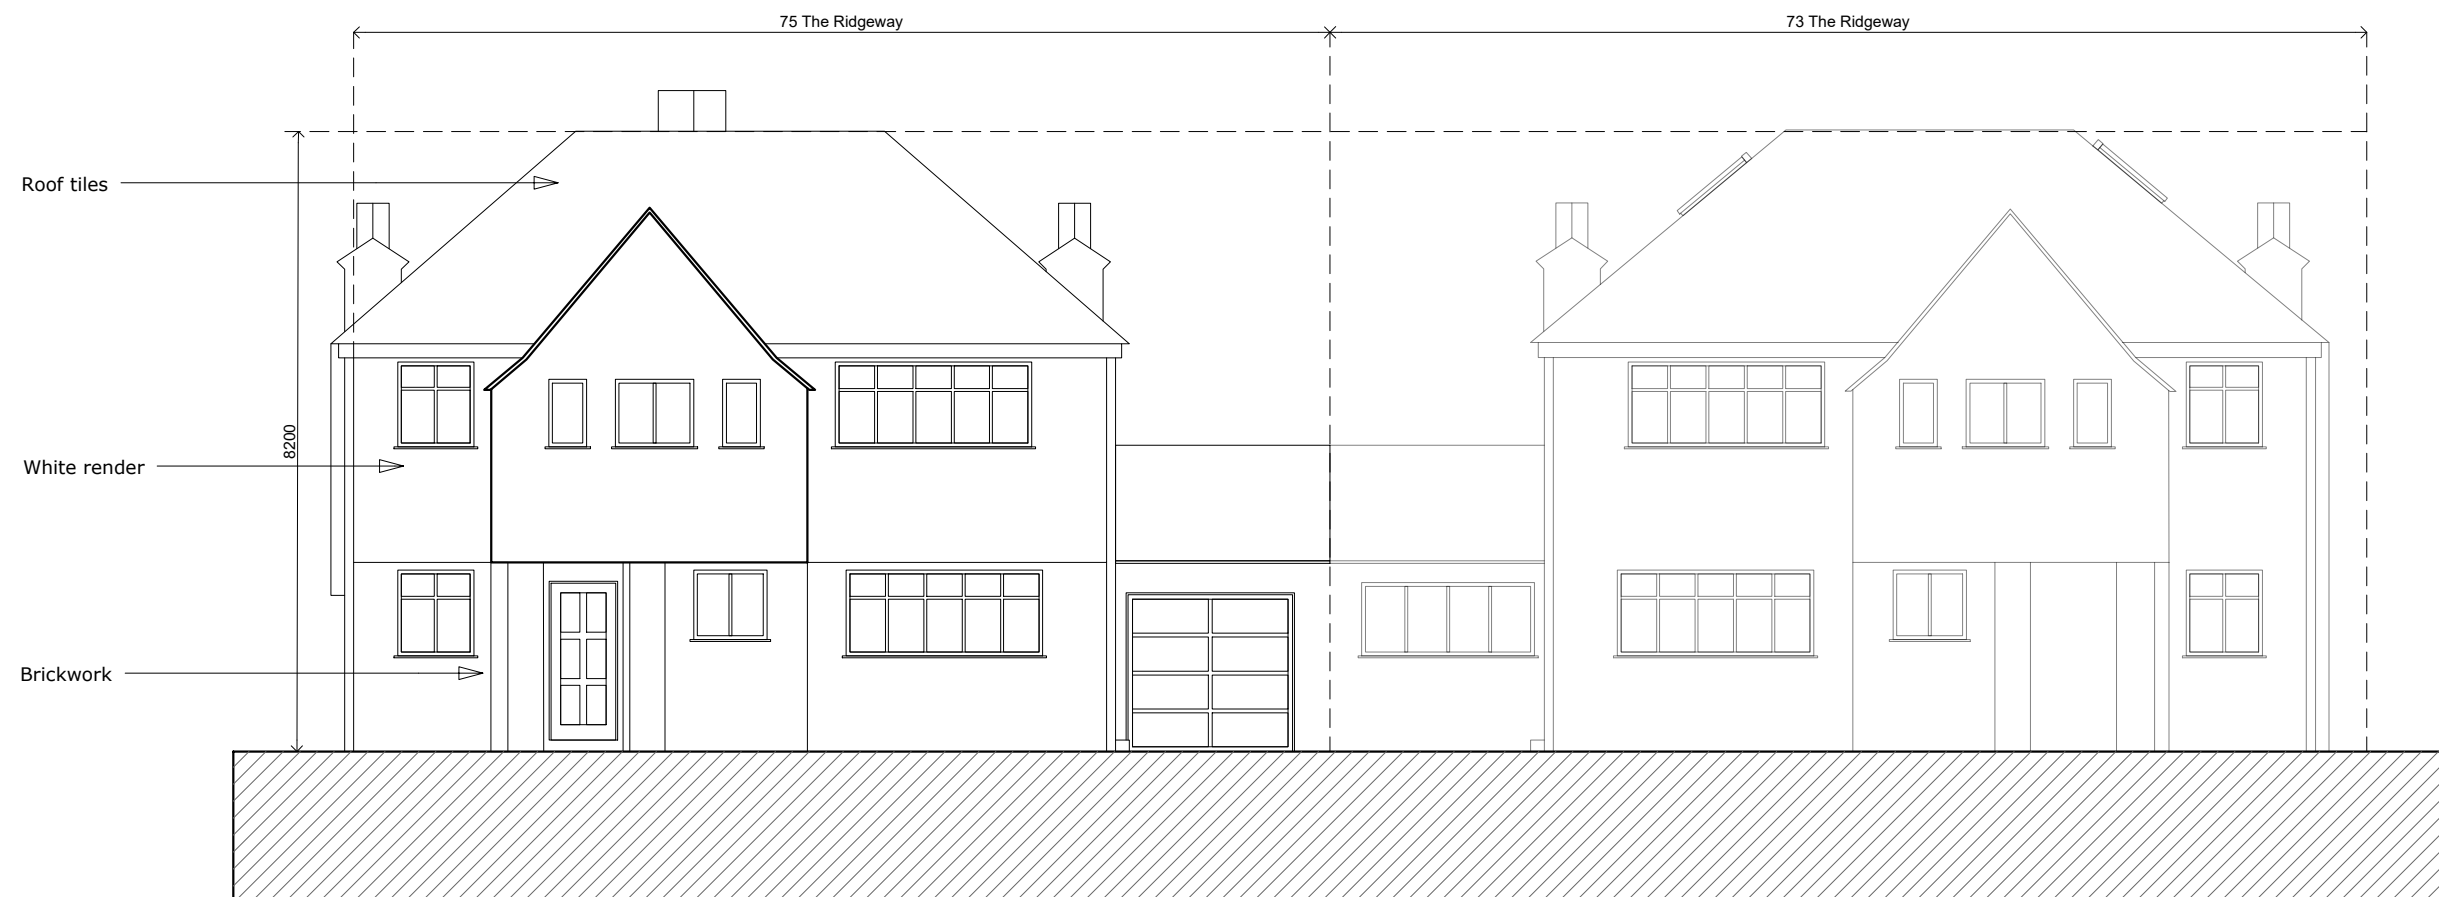 75 The Ridgeway
73 The Ridgeway
Roof tiles
8200
White render
Brickwork